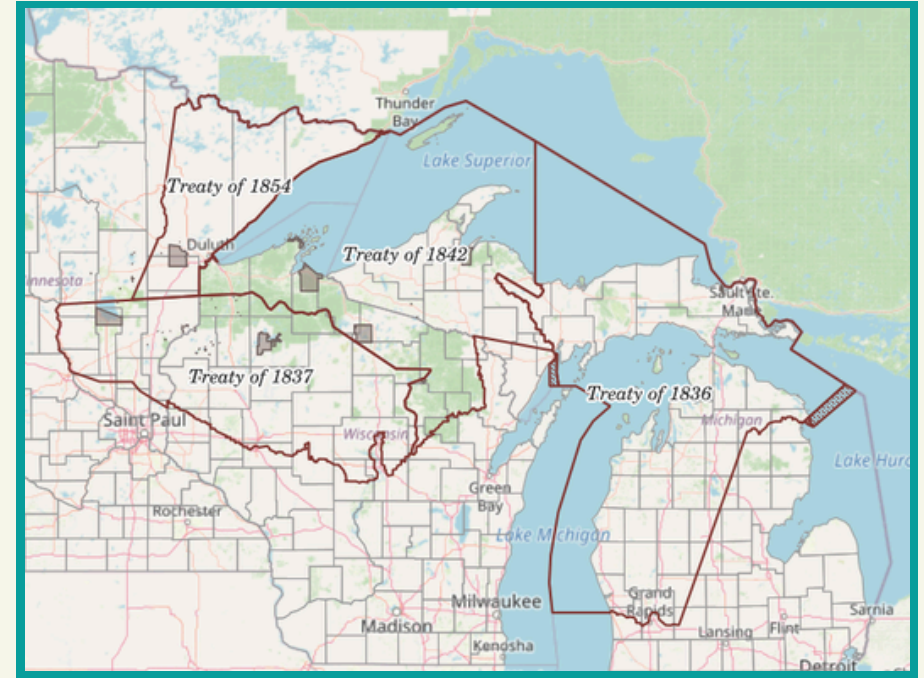 Thunder
Bay
Lake Superior
Treaty of 1854
Duluth
Treaty of 1842
nnesota
Sault Ste.
Marie
Treaty of 1837
Treaty of 1836
Saint Paul
Wisconsin
Michigan
Lake Huro
Green
Bay
Rochester
Lake Michigan
Grand
Rapids
Milwaukee
Madison
Sarnia
Lansing
Flint
Kenosha
Detroit